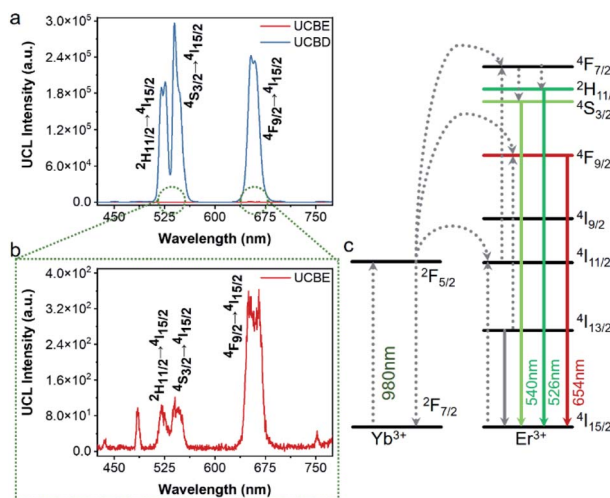 a
UCL Intensity (a.u.)
3.0×10⁵
2.4×10⁵
1.8×10⁵
1.2×10⁵
6.0×10⁴
0.0
UCBE
UCBD
²H₁₁/₂→⁴I₁₅/₂
⁴S₃/₂→⁴I₁₅/₂
⁴F₉/₂→⁴I₁₅/₂
450 525 600 675 750
Wavelength (nm)
b
UCL Intensity (a.u.)
4.0×10²
3.2×10²
2.4×10²
1.6×10²
8.0×10¹
0.0
UCBE
²H₁₁/₂→⁴I₁₅/₂
⁴S₃/₂→⁴I₁₅/₂
⁴F₉/₂→⁴I₁₅/₂
450 525 600 675 750
Wavelength (nm)
c
⁴F₇/₂
²H₁₁/
⁴S₃/₂
⁴F₉/₂
⁴I₉/₂
⁴I₁₁/₂
⁴I₁₃/₂
⁴I₁₅/₂
²F₅/₂
²F₇/₂
980nm
540nm
526nm
654nm
Yb³⁺
Er³⁺